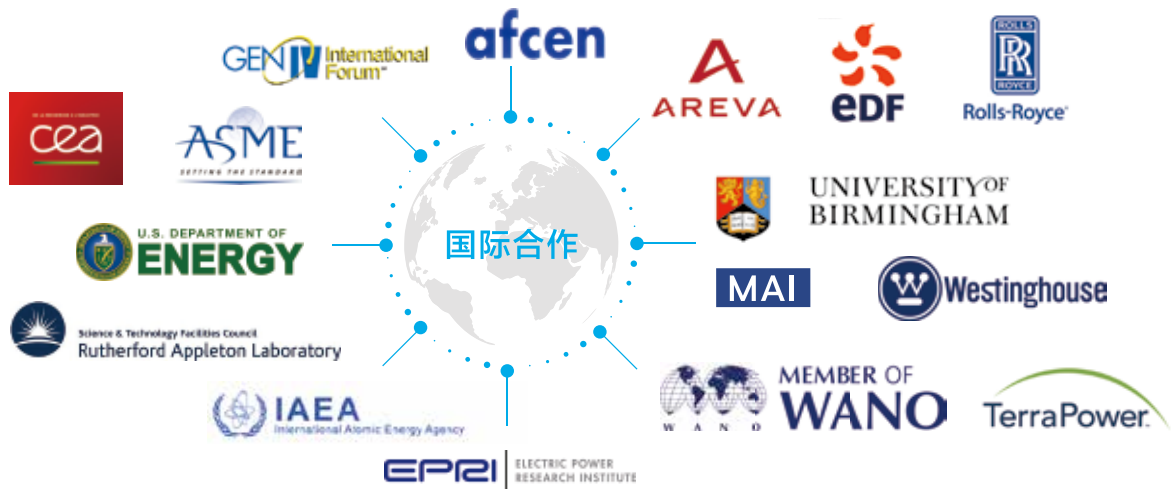 afcen
GEN IV International
Forum
AREVA
eDF
ROLLS
RR
ROYCE
Rolls-Royce
cea
ASME
SETTING THE STANDARD
UNIVERSITY OF
BIRMINGHAM
U.S. DEPARTMENT OF
ENERGY
国际合作
MAI
W Westinghouse
Science & Technology Facilities Council
Rutherford Appleton Laboratory
IAEA
International Atomic Energy Agency
WANO
MEMBER OF
WANO
TerraPower
EPRI
ELECTRIC POWER
RESEARCH INSTITUTE